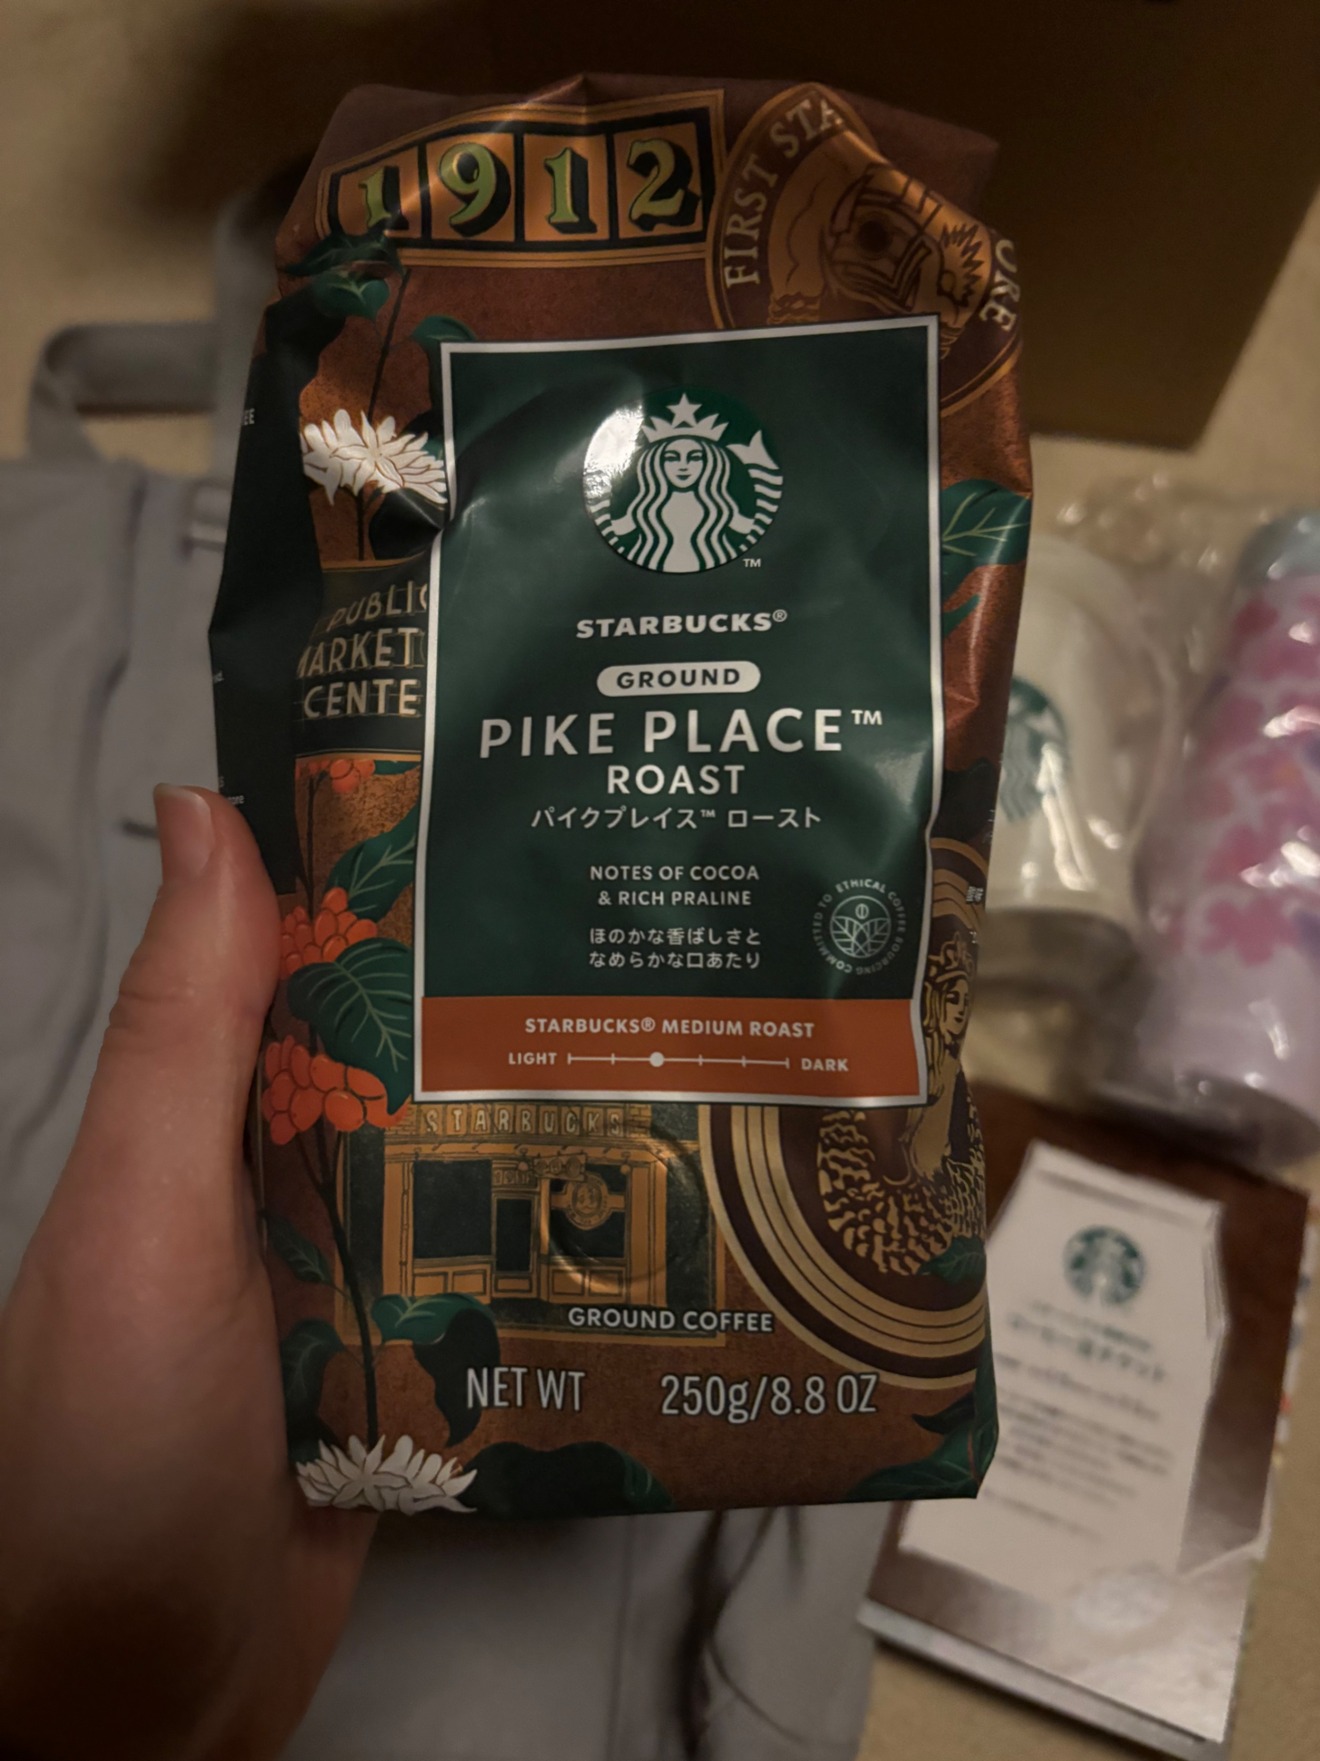 1912
FIRST STA
ORE
PUBLIC
MARKET
CENTE
™
STARBUCKS®
GROUND
PIKE PLACE™
ROAST
パイクプレイス™ ロースト
NOTES OF COCOA
& RICH PRALINE
ほのかな香ばしさと
なめらかな口あたり
COMMITTED TO ETHICAL COFFEE SOURCING
STARBUCKS® MEDIUM ROAST
LIGHT DARK
STARBUCKS
GROUND COFFEE
NET WT 250g/8.8 OZ